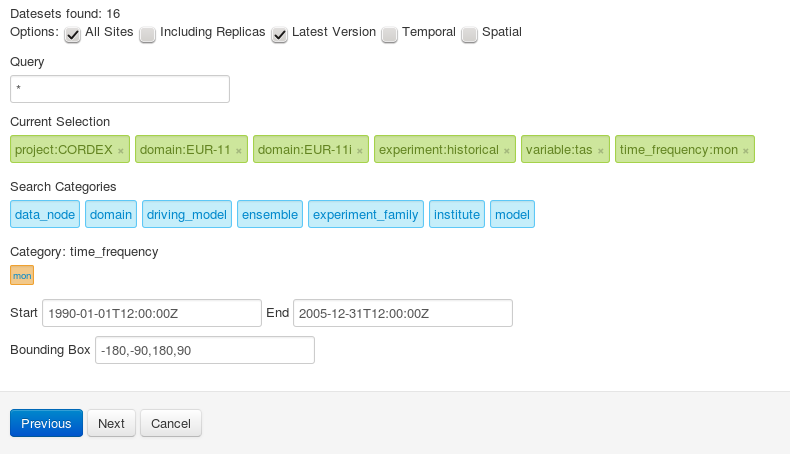 Datesets found: 16
Options: All Sites Including Replicas Latest Version Temporal Spatial
Query
*
Current Selection
project:CORDEX × domain:EUR-11 × domain:EUR-11i × experiment:historical × variable:tas × time_frequency:mon ×
Search Categories
data_node domain driving_model ensemble experiment_family institute model
Category: time_frequency
mon
Start 1990-01-01T12:00:00Z End 2005-12-31T12:00:00Z
Bounding Box -180,-90,180,90
Previous Next Cancel